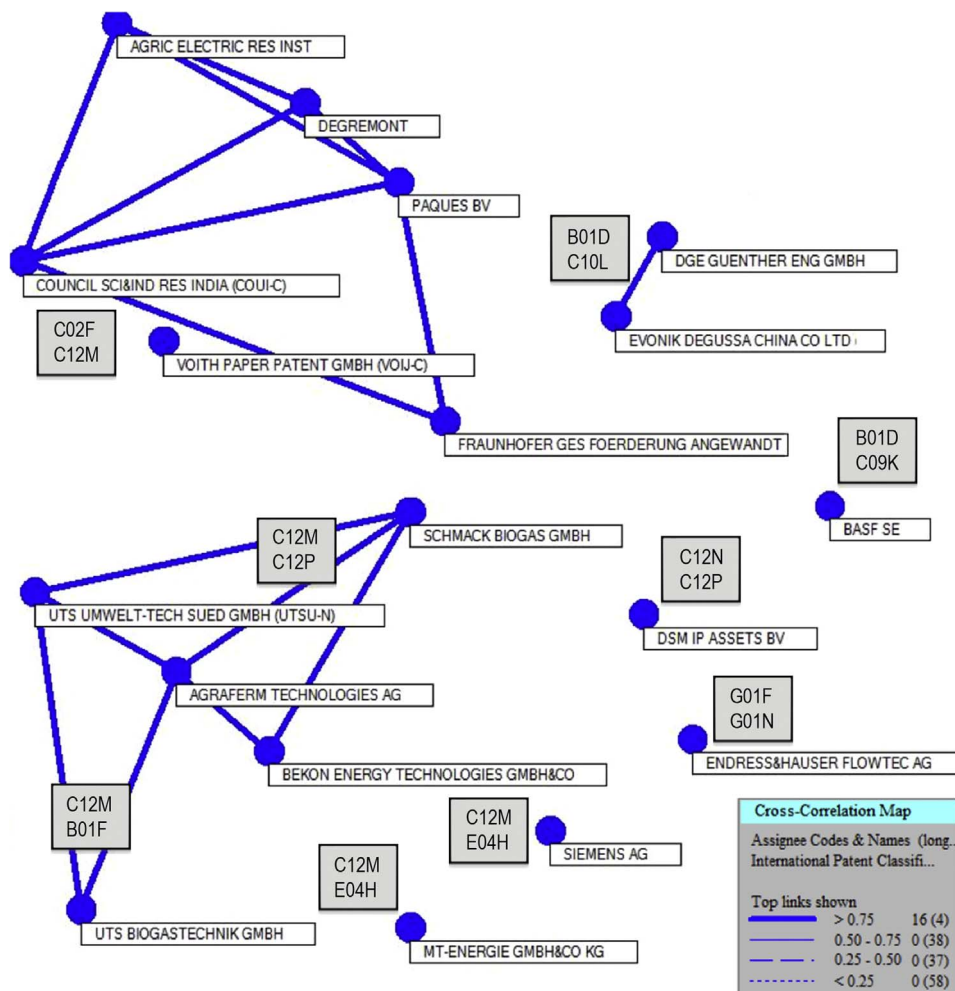 AGRIC ELECTRIC RES INST
DEGREMONT
PAQUES BV
B01D
C10L
DGE GUENTHER ENG GMBH
COUNCIL SCI&IND RES INDIA (COUI-C)
EVONIK DEGUSSA CHINA CO LTD
C02F
C12M
VOITH PAPER PATENT GMBH (VOIJ-C)
FRAUNHOFER GES FOERDERUNG ANGEWANDT
B01D
C09K
BASF SE
SCHMACK BIOGAS GMBH
C12M
C12P
C12N
C12P
UTS UMWELT-TECH SUED GMBH (UTSU-N)
DSM IP ASSETS BV
AGRAFERM TECHNOLOGIES AG
G01F
G01N
ENDRESS&HAUSER FLOWTEC AG
BEKON ENERGY TECHNOLOGIES GMBH&CO
C12M
B01F
C12M
E04H
SIEMENS AG
C12M
E04H
UTS BIOGASTECHNIK GMBH
MT-ENERGIE GMBH&CO KG
Cross-Correlation Map
Assignee Codes & Names (long...
International Patent Classifi...
Top links shown
> 0.75 16 (4)
0.50 - 0.75 0 (38)
0.25 - 0.50 0 (37)
< 0.25 0 (58)